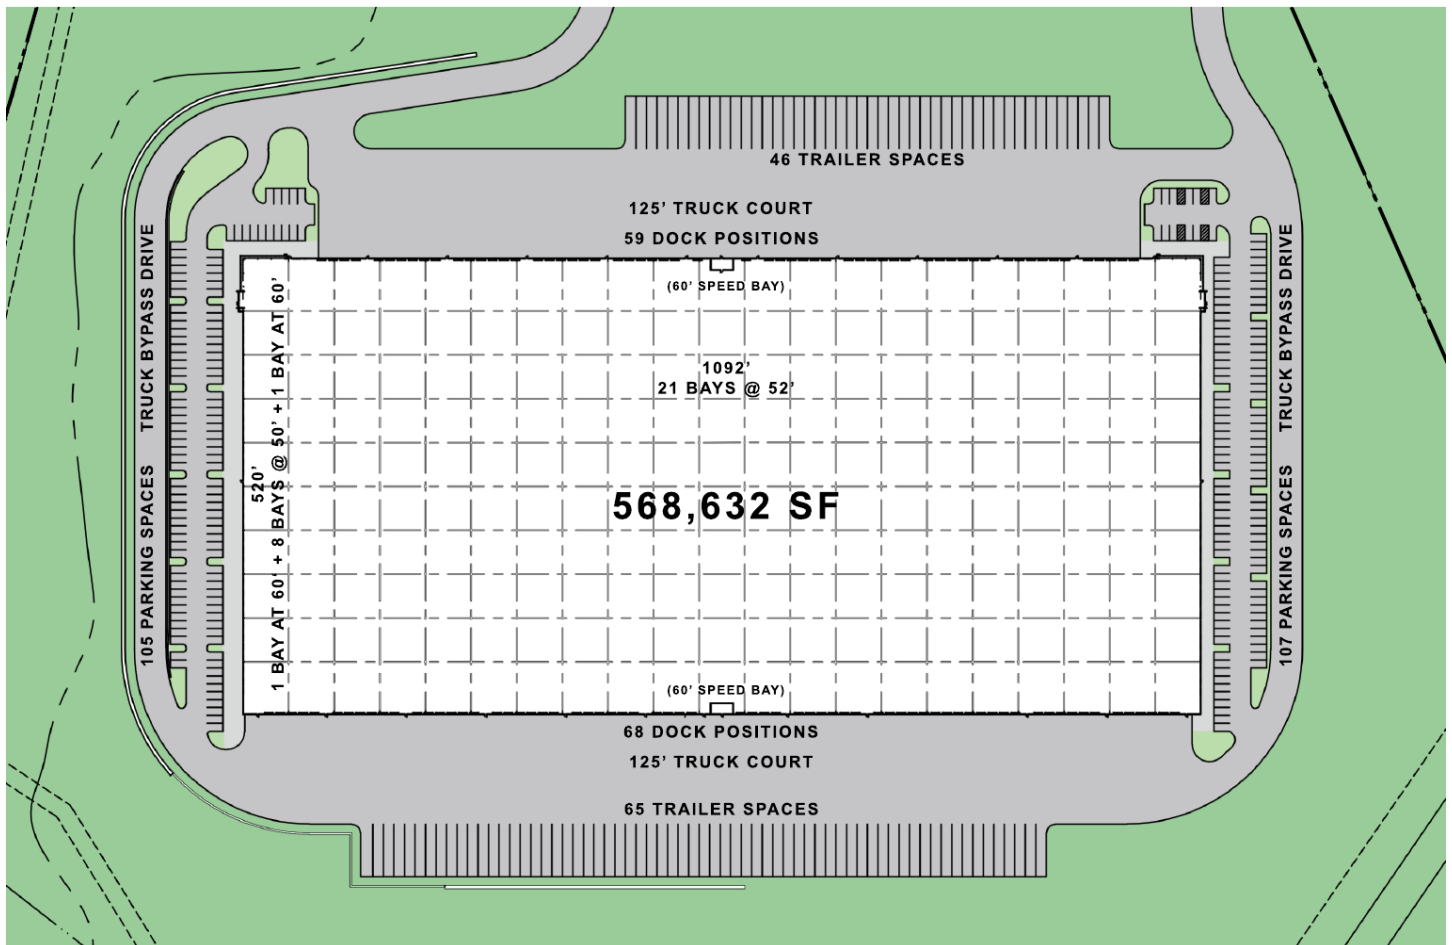 46 TRAILER SPACES
125' TRUCK COURT
59 DOCK POSITIONS
(60' SPEED BAY)
TRUCK BYPASS DRIVE
105 PARKING SPACES
520'
1 BAY AT 60' + 8 BAYS @ 50' + 1 BAY AT 60'
1092'
21 BAYS @ 52'
568,632 SF
TRUCK BYPASS DRIVE
107 PARKING SPACES
(60' SPEED BAY)
68 DOCK POSITIONS
125' TRUCK COURT
65 TRAILER SPACES